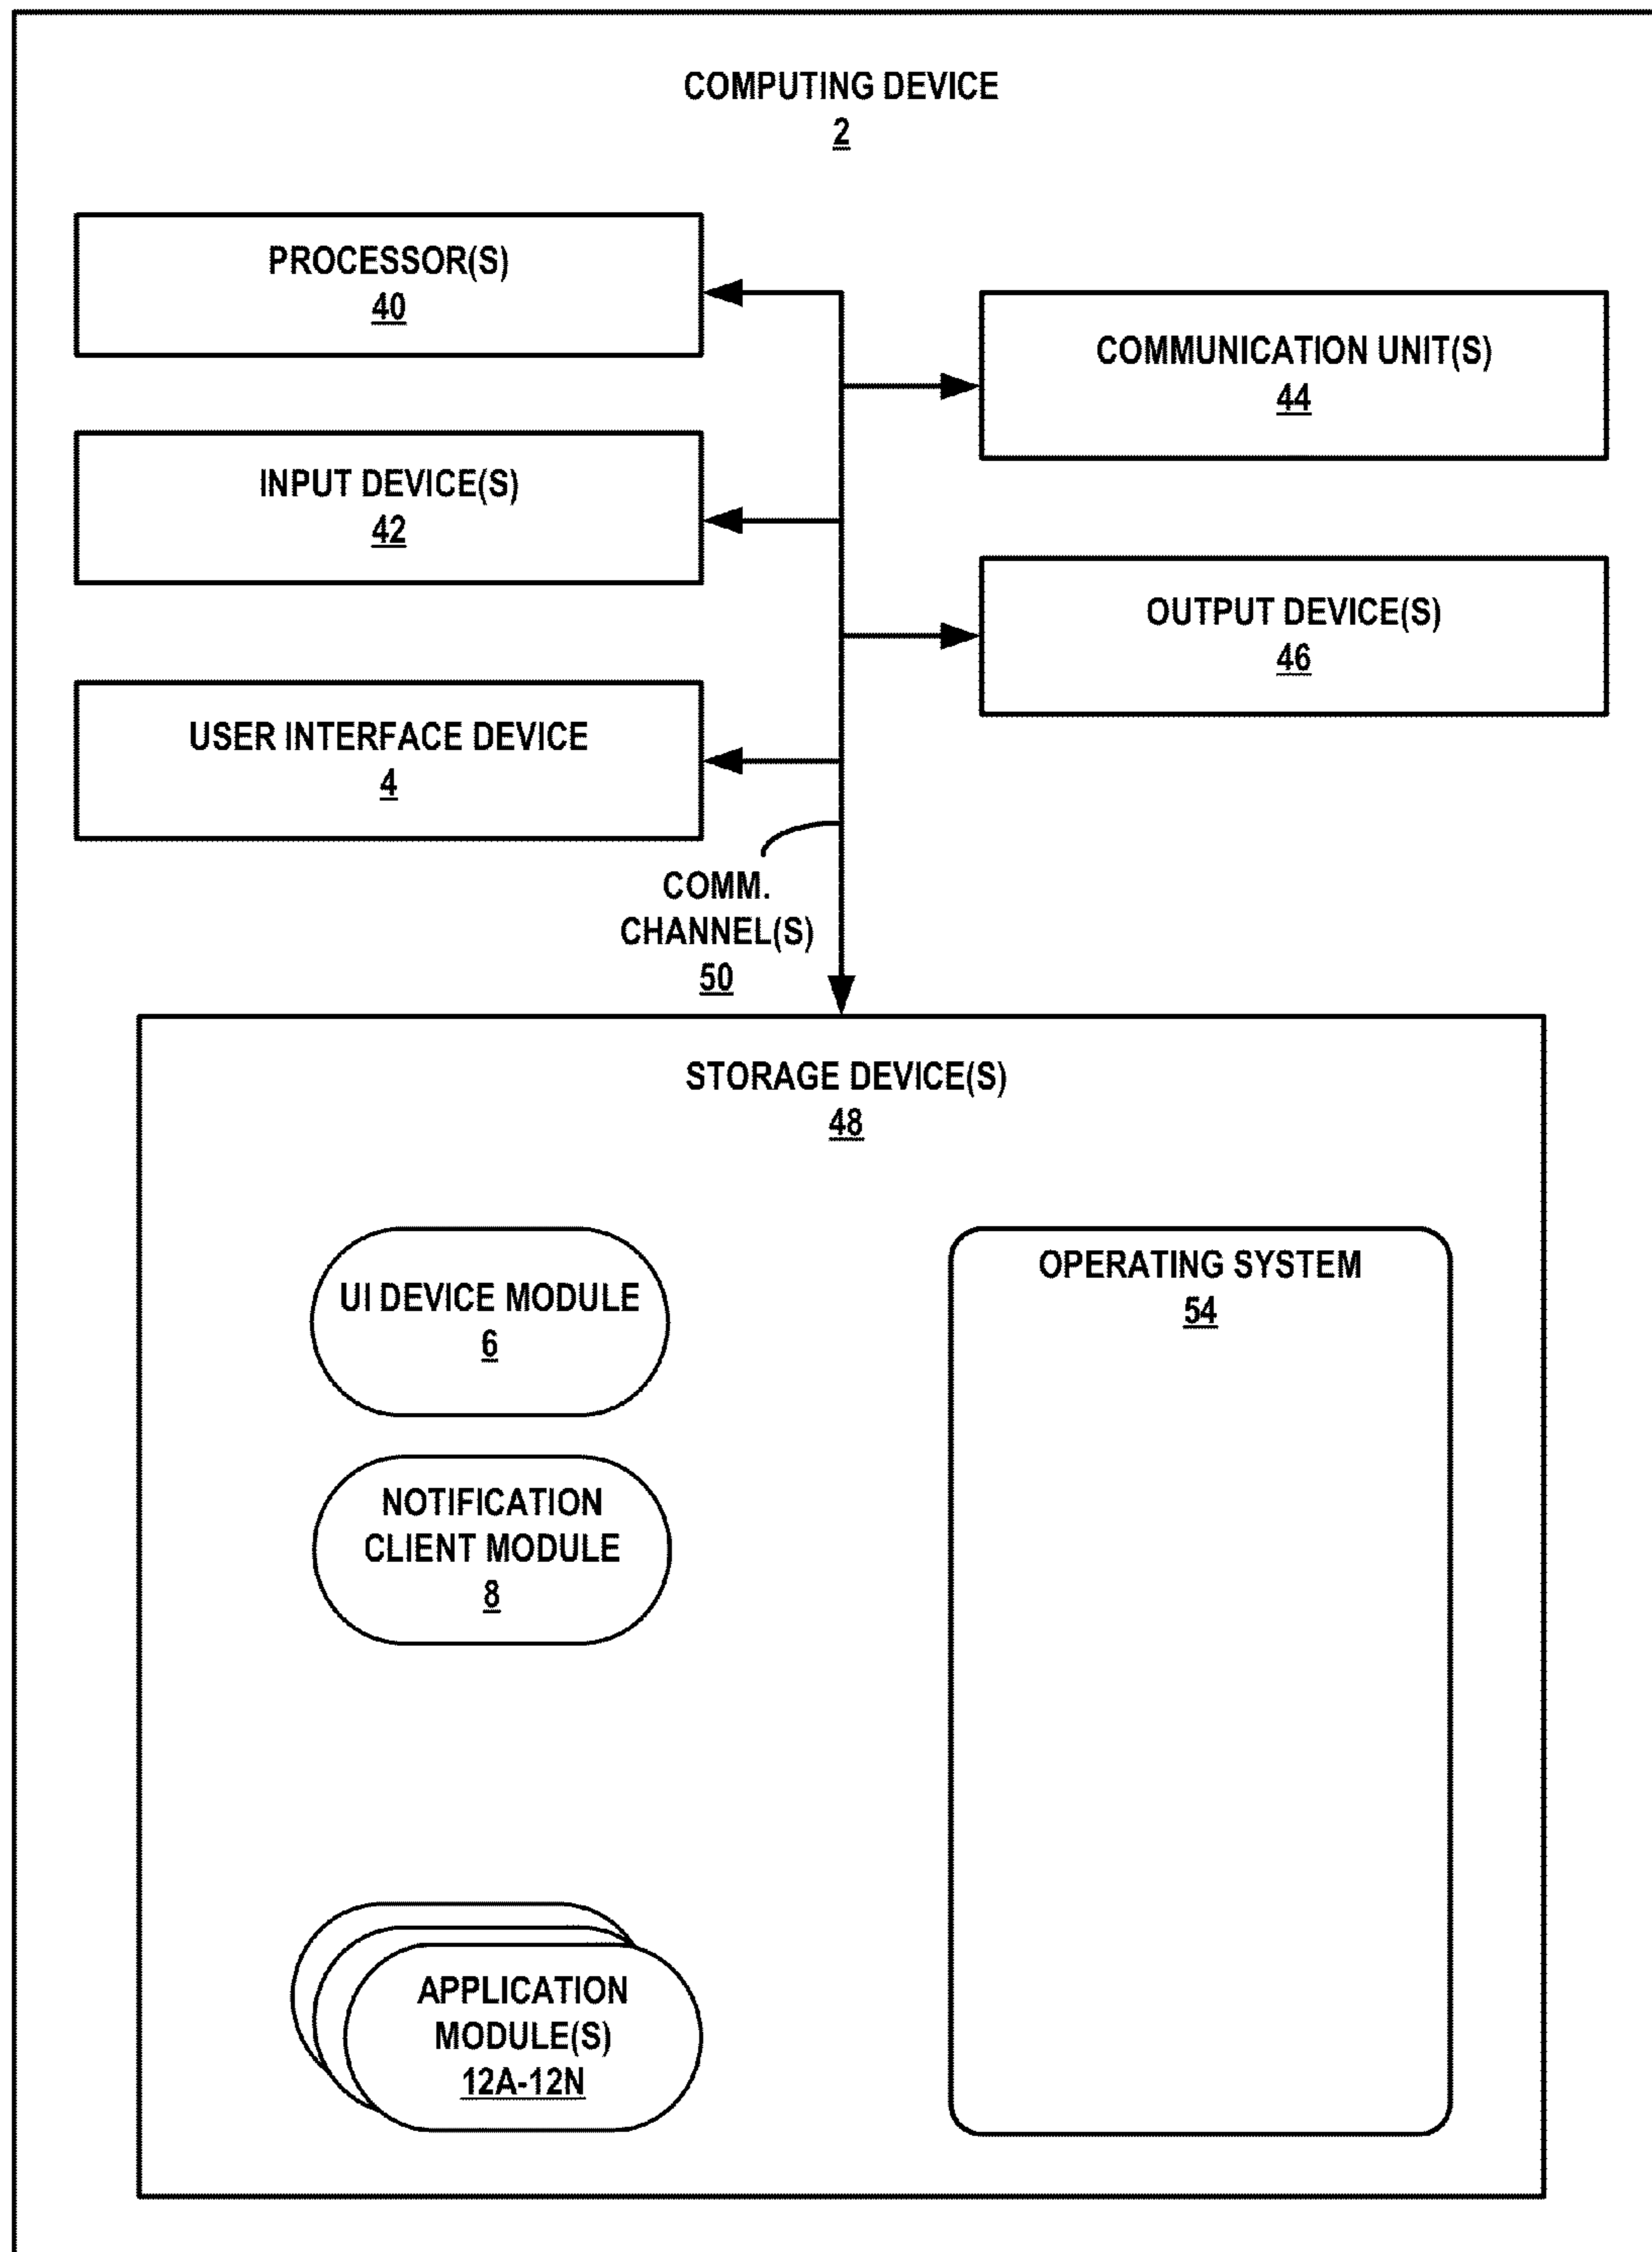 COMPUTING DEVICE
2
PROCESSOR(S)
40
COMMUNICATION UNIT(S)
44
INPUT DEVICE(S)
42
OUTPUT DEVICE(S)
46
USER INTERFACE DEVICE
4
COMM.
CHANNEL(S)
50
STORAGE DEVICE(S)
48
UI DEVICE MODULE
6
OPERATING SYSTEM
54
NOTIFICATION
CLIENT MODULE
8
APPLICATION
MODULE(S)
12A-12N